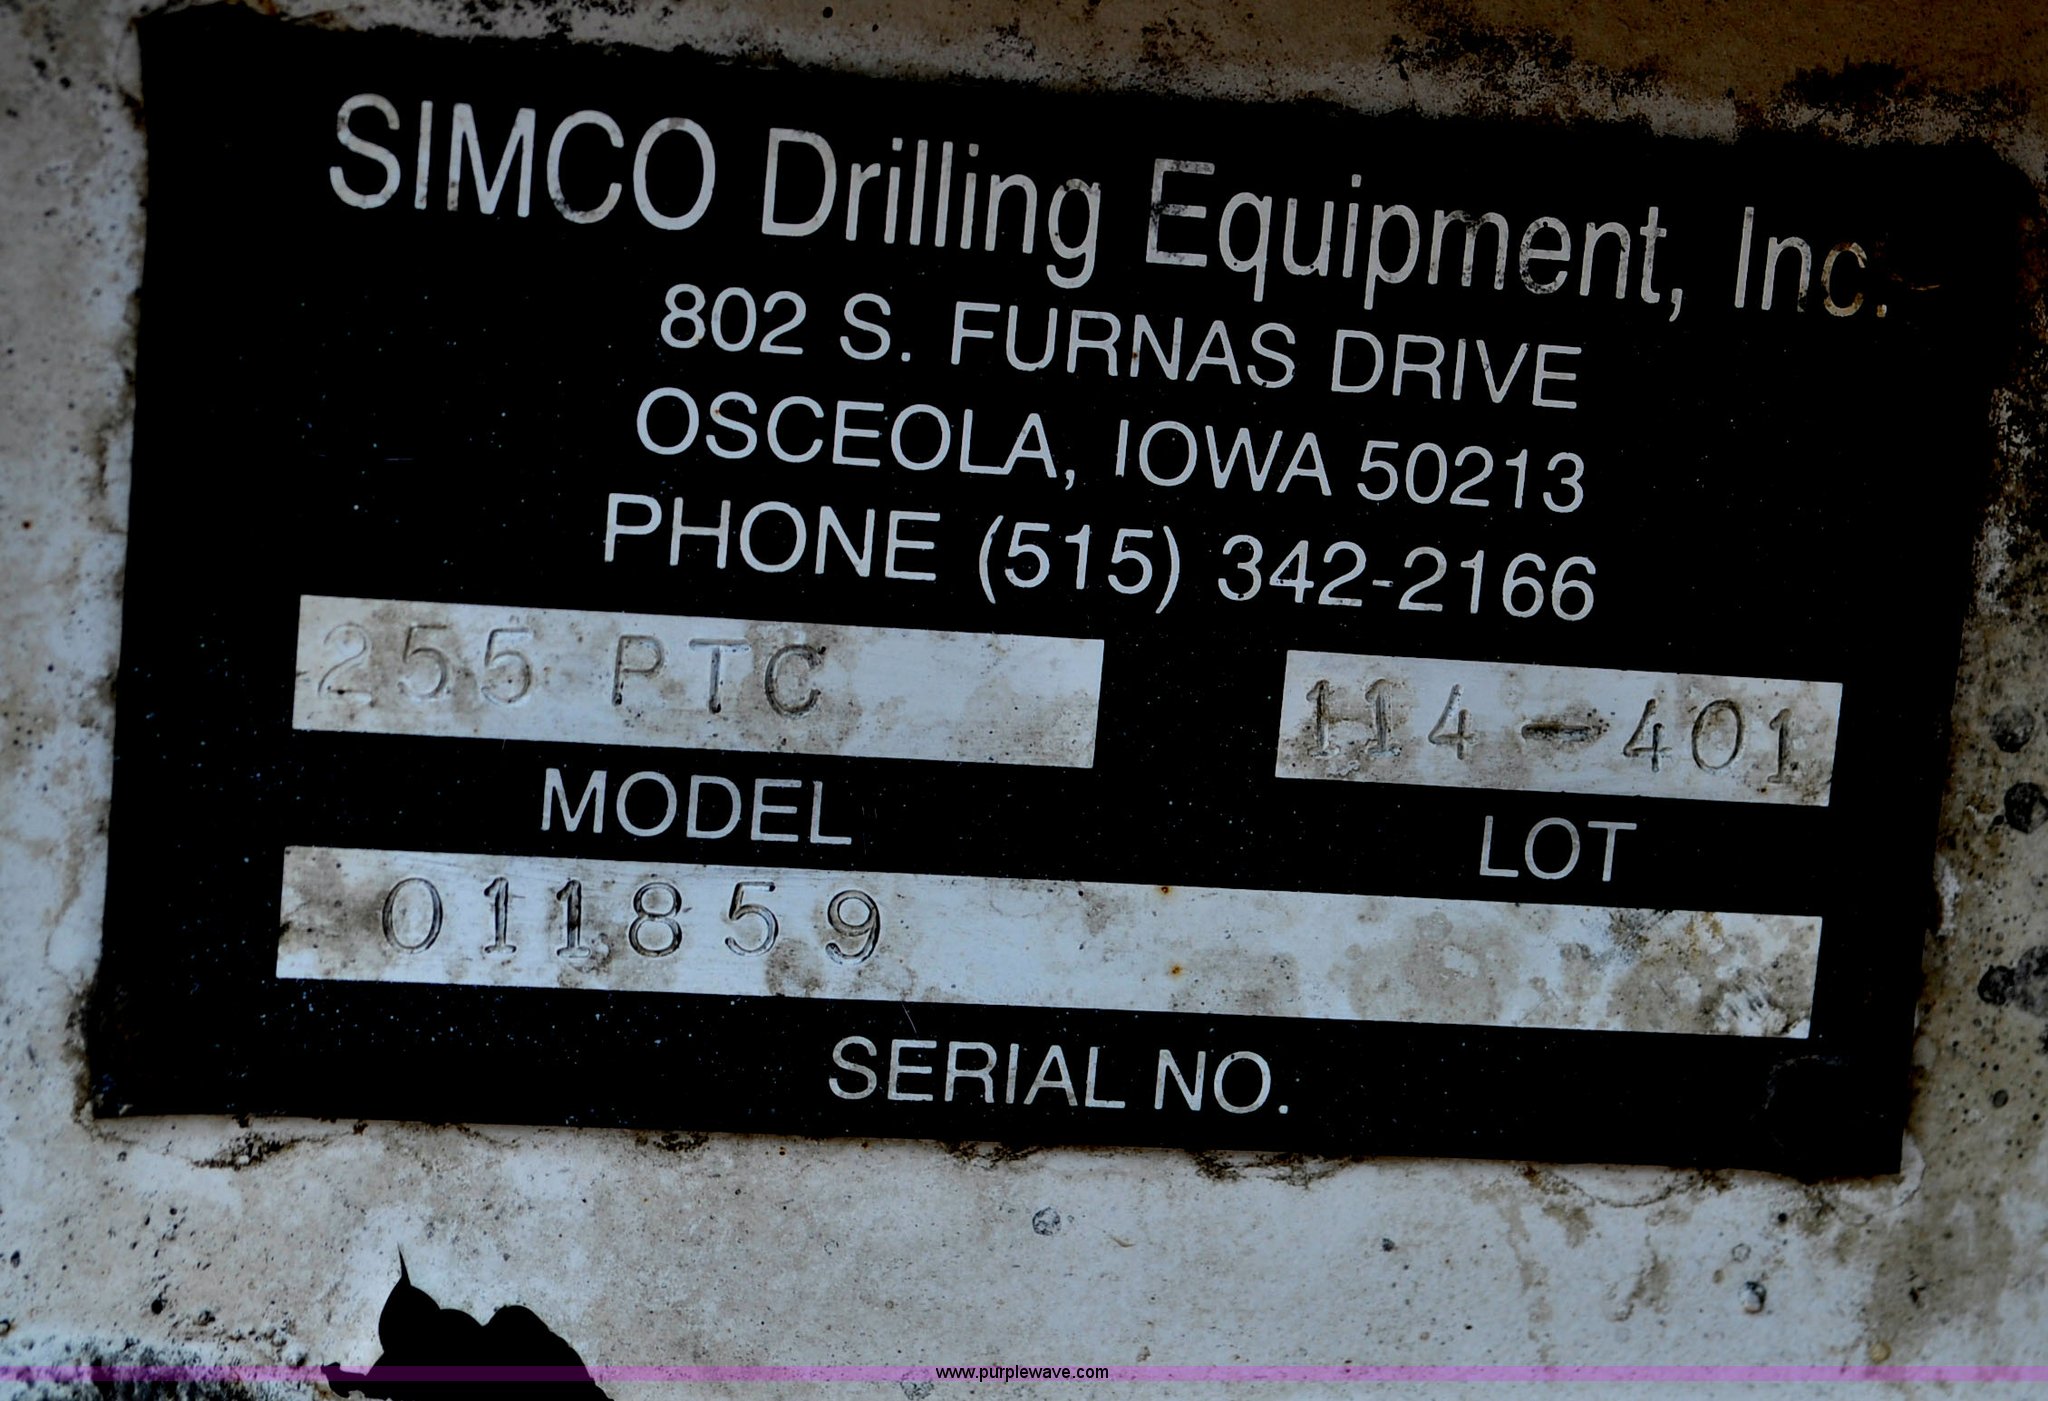 SIMCO Drilling Equipment, Inc.
802 S. FURNAS DRIVE
OSCEOLA, IOWA 50213
PHONE (515) 342-2166
255 PTC 114-401
MODEL LOT
011859
SERIAL NO.
www.purplewave.com